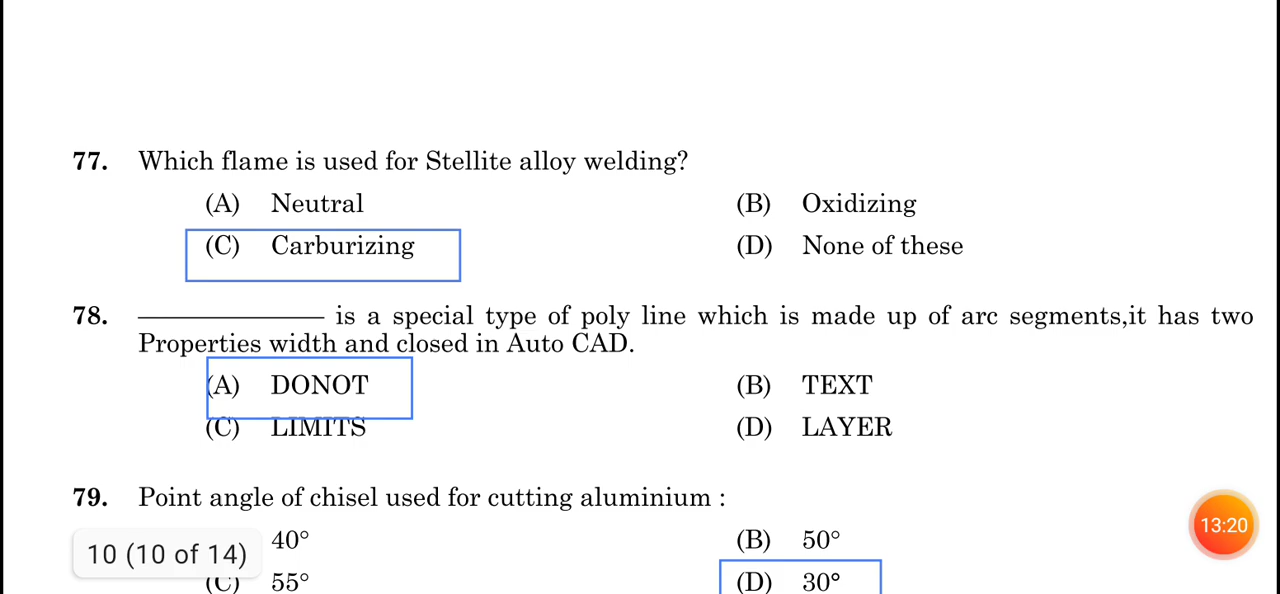 77. Which flame is used for Stellite alloy welding?
(A) Neutral (B) Oxidizing
(C) Carburizing (D) None of these
78. ______________ is a special type of poly line which is made up of arc segments,it has two
Properties width and closed in Auto CAD.
(A) DONOT (B) TEXT
(C) LIMITS (D) LAYER
79. Point angle of chisel used for cutting aluminium :
40° (B) 50°
10 (10 of 14)
13:20
(C) 55° (D) 30°